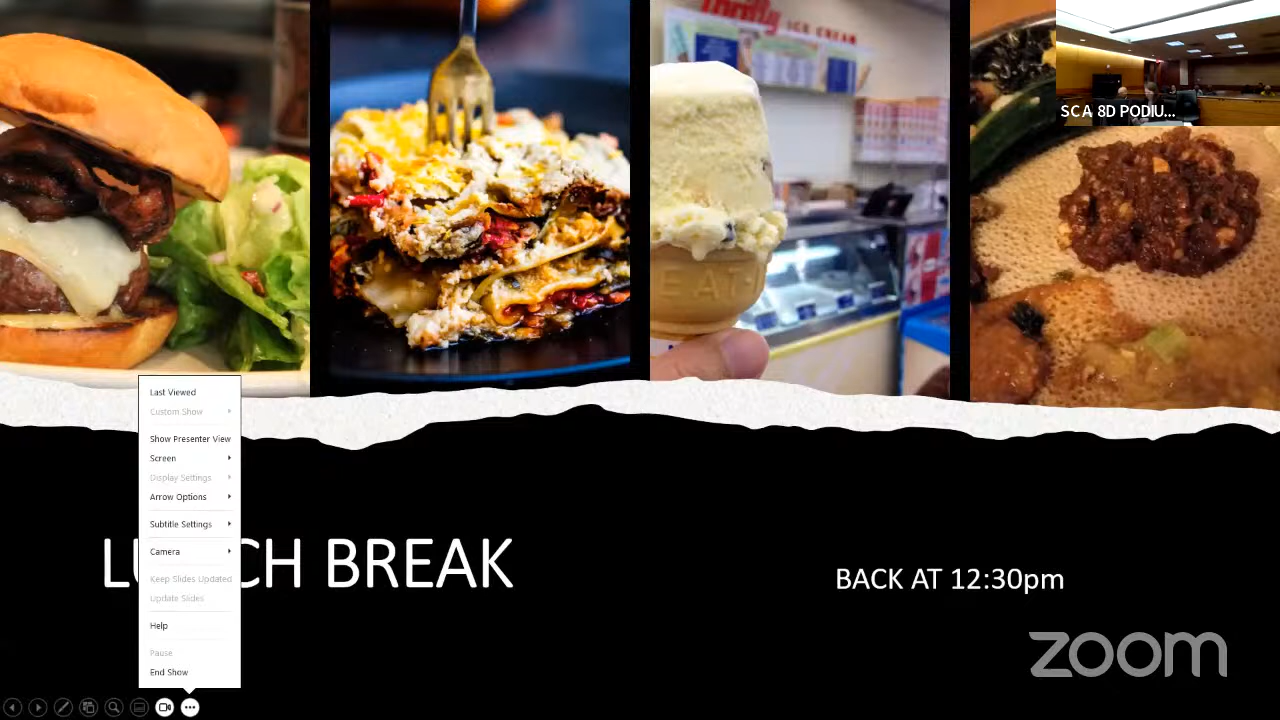 Thrifty ICE CREAM
SCA 8D PODIU...
EAT
Last Viewed
Custom Show
Show Presenter View
Screen
Display Settings
Arrow Options
Subtitle Settings
Camera
Keep Slides Updated
Update Slides
Help
Pause
End Show
LUNCH BREAK
BACK AT 12:30pm
zoom